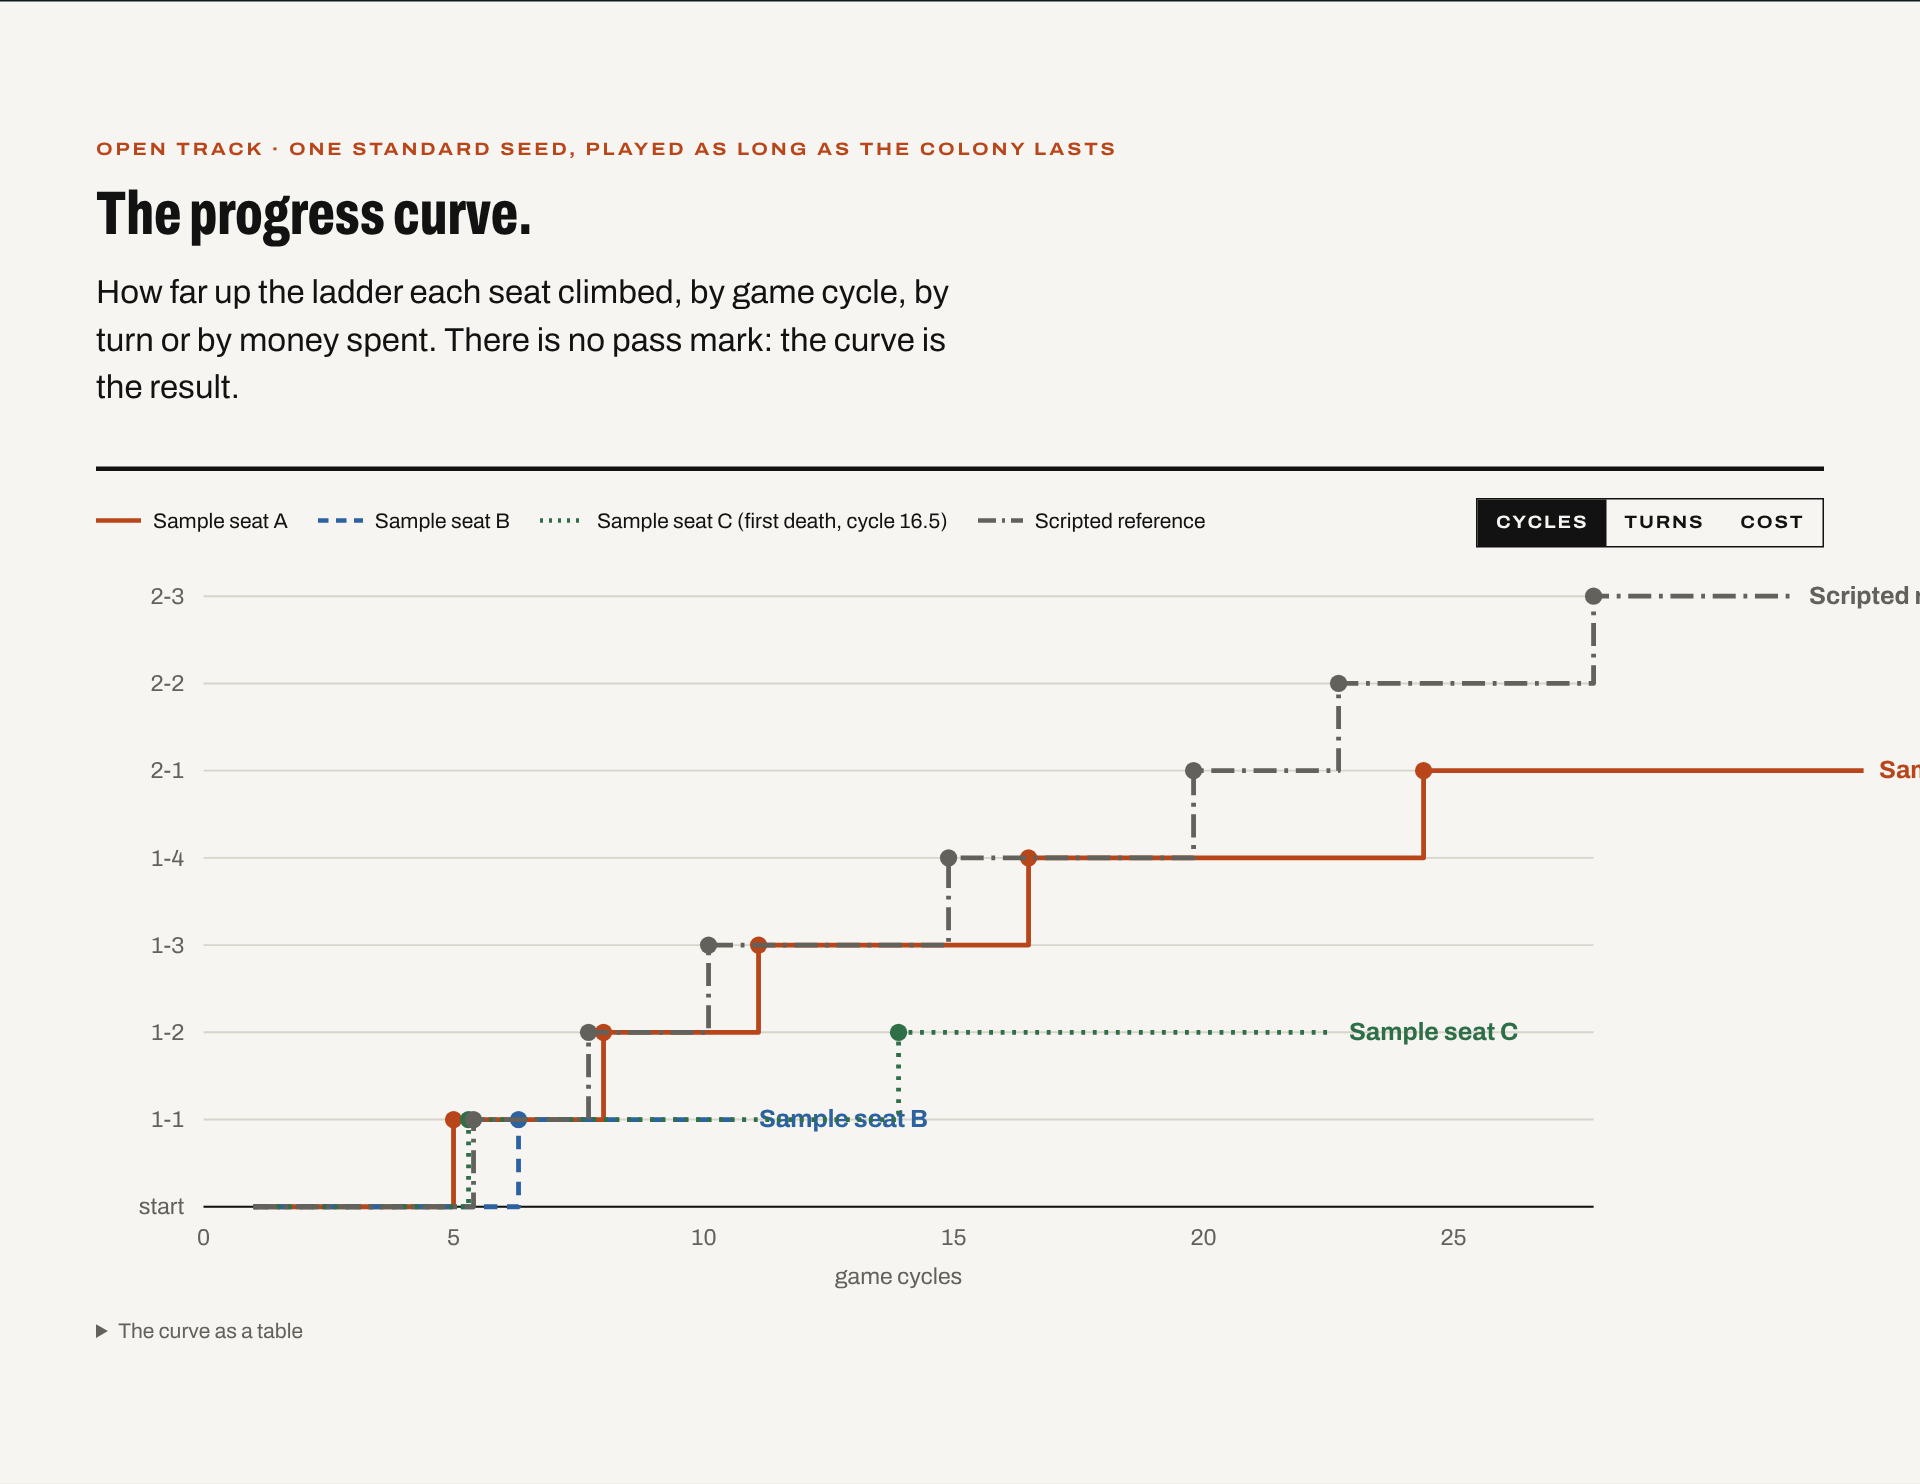 OPEN TRACK · ONE STANDARD SEED, PLAYED AS LONG AS THE COLONY LASTS
The progress curve.
How far up the ladder each seat climbed, by game cycle, by
turn or by money spent. There is no pass mark: the curve is
the result.
Sample seat A
Sample seat B
Sample seat C (first death, cycle 16.5)
Scripted reference
CYCLES
TURNS
COST
2-3
Scripted
2-2
2-1
1-4
1-3
1-2
Sample seat C
1-1
Sample seat B
start
0
5
10
15
20
25
game cycles
The curve as a table